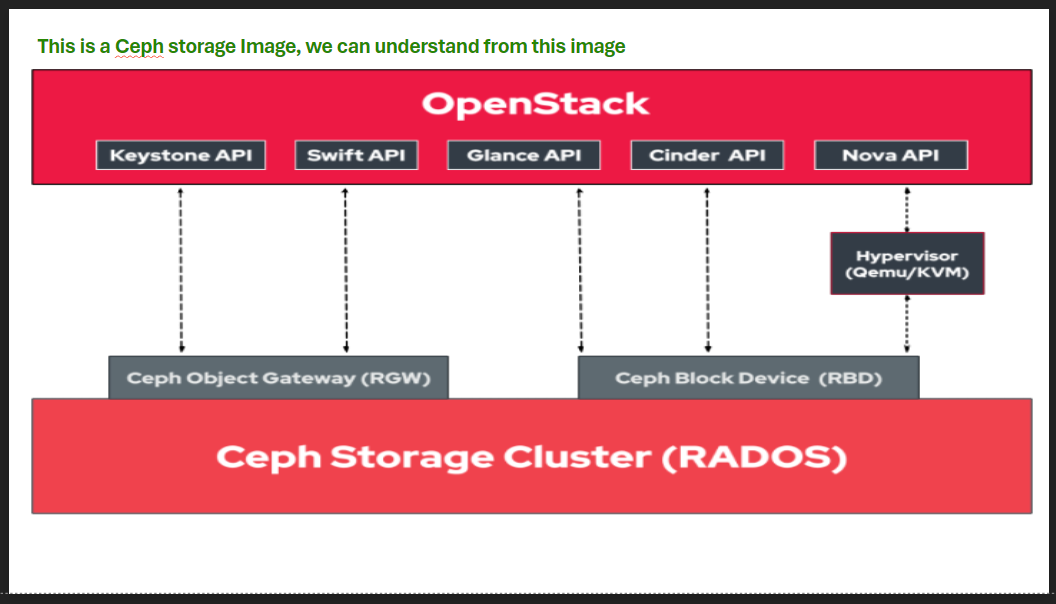 This is a Ceph storage Image, we can understand from this image
OpenStack
Keystone API
Swift API
Glance API
Cinder API
Nova API
Hypervisor
(Qemu/KVM)
Ceph Object Gateway (RGW)
Ceph Block Device (RBD)
Ceph Storage Cluster (RADOS)